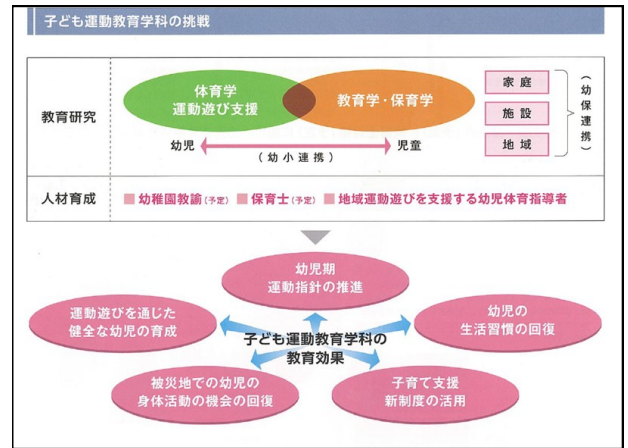 子ども運動教育学科の挑戦
教育研究
体育学
運動遊び支援
教育学・保育学
幼児
児童
(幼小連携)
家庭
施設
地域
(幼保連携)
人材育成
■幼稚園教諭(予定) ■保育士(予定) ■地域運動遊びを支援する幼児体育指導者
幼児期
運動指針の推進
運動遊びを通じた
健全な幼児の育成
幼児の
生活習慣の回復
子ども運動教育学科の
教育効果
被災地での幼児の
身体活動の機会の回復
子育て支援
新制度の活用